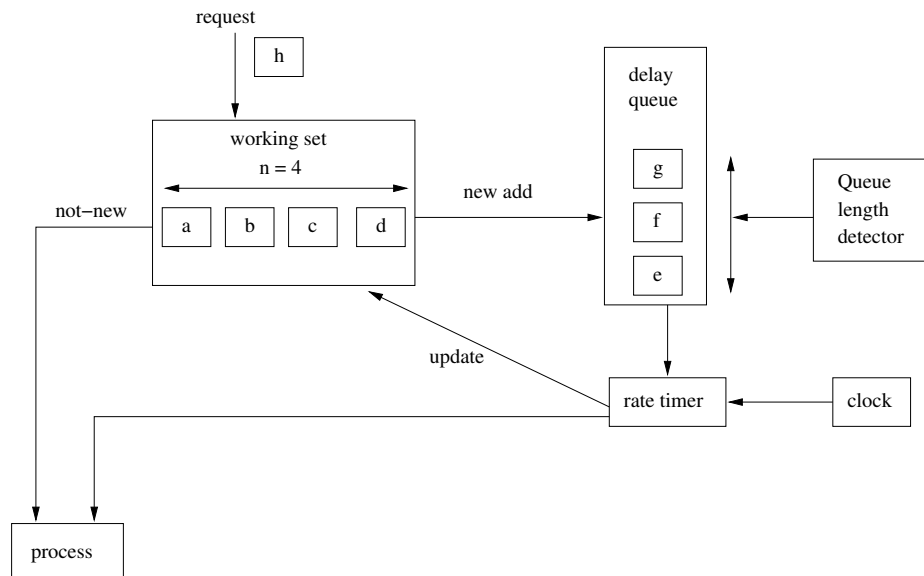 request
h
working set
n = 4
a b c d
not−new
new add
delay
queue
g
f
e
Queue
length
detector
update
rate timer
clock
process